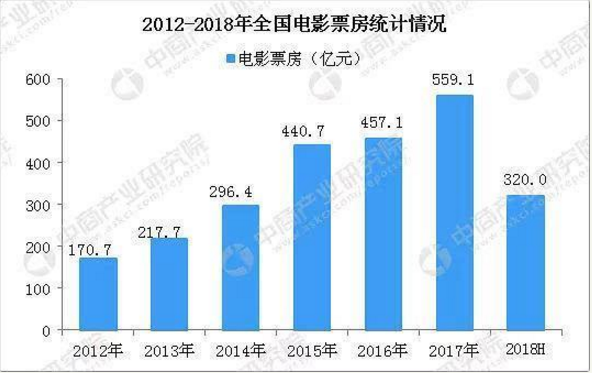 2012-2018年全国电影票房统计情况
电影票房（亿元）
600
500
400
300
200
100
0
170.7
217.7
296.4
440.7
457.1
559.1
320.0
2012年
2013年
2014年
2015年
2016年
2017年
2018H
中商产业研究院
www.askci.com/reports/